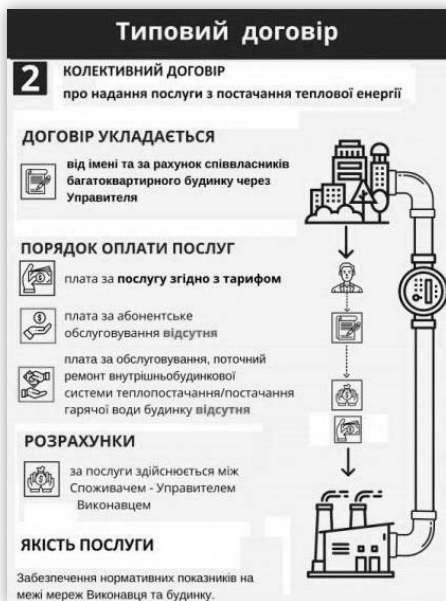 Типовий договір
2
КОЛЕКТИВНИЙ ДОГОВІР
про надання послуги з постачання теплової енергії
ДОГОВІР УКЛАДАЄТЬСЯ
від імені та за рахунок співвласників
багатоквартирного будинку через
Управителя
ПОРЯДОК ОПЛАТИ ПОСЛУГ
плата за послугу згідно з тарифом
плата за абонентське
обслуговування відсутня
плата за обслуговування, поточний
ремонт внутрішньобудинкової
системи теплопостачання/постачання
гарячої води будинку відсутня
РОЗРАХУНКИ
за послуги здійснюється між
Споживачем - Управителем
Виконавцем
ЯКІСТЬ ПОСЛУГИ
Забезпечення нормативних показників на
межі мереж Виконавця та будинку.